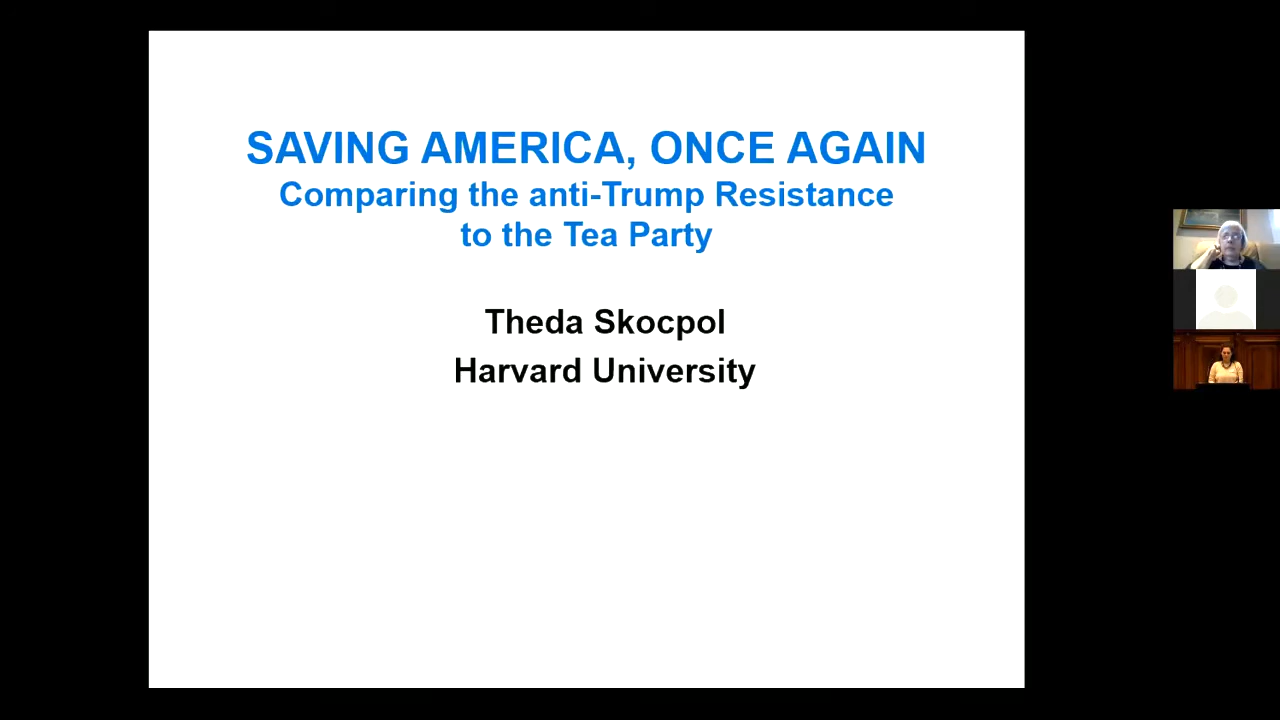 SAVING AMERICA, ONCE AGAIN
Comparing the anti-Trump Resistance
to the Tea Party
Theda Skocpol
Harvard University